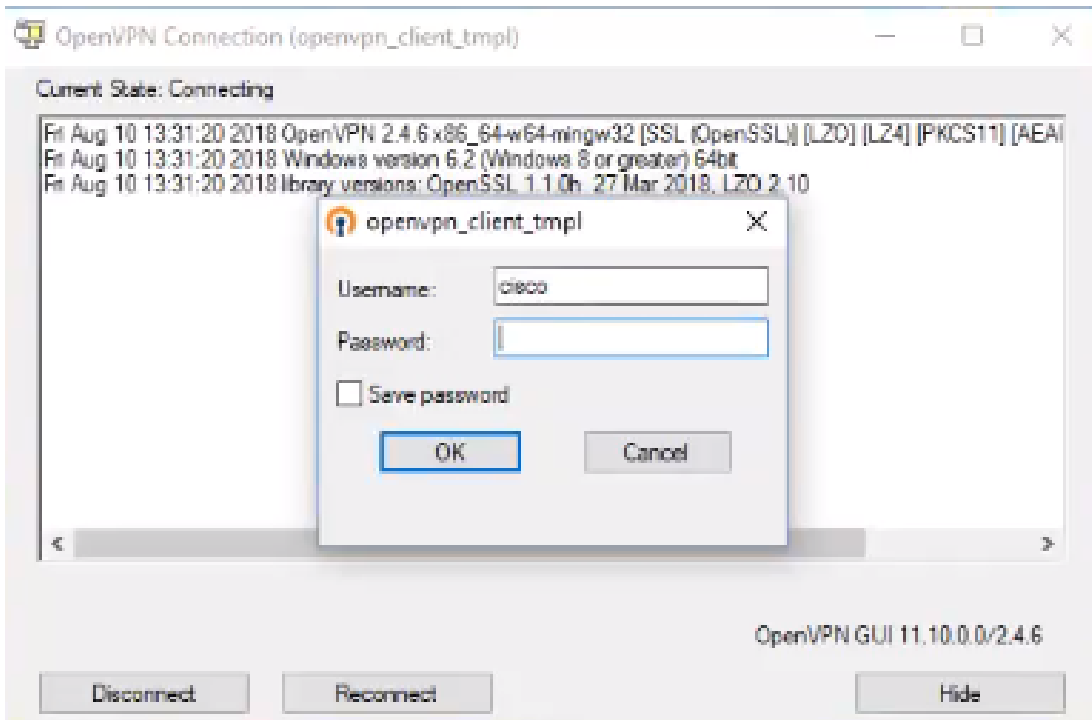 OpenVPN Connection (openvpn_client_tmpl)
Current State: Connecting
Fri Aug 10 13:31:20 2018 OpenVPN 2.4.6 x86_64-w64-mingw32 [SSL (OpenSSL)] [LZO] [LZ4] [PKCS11] [AEA
Fri Aug 10 13:31:20 2018 Windows version 6.2 (Windows 8 or greater) 64bit
Fri Aug 10 13:31:20 2018 library versions: OpenSSL 1.1.0h 27 Mar 2018, LZO 2.10
openvpn_client_tmpl
Username: cisco
Password:
Save password
OK Cancel
OpenVPN GUI 11.10.0.0/2.4.6
Disconnect Reconnect Hide